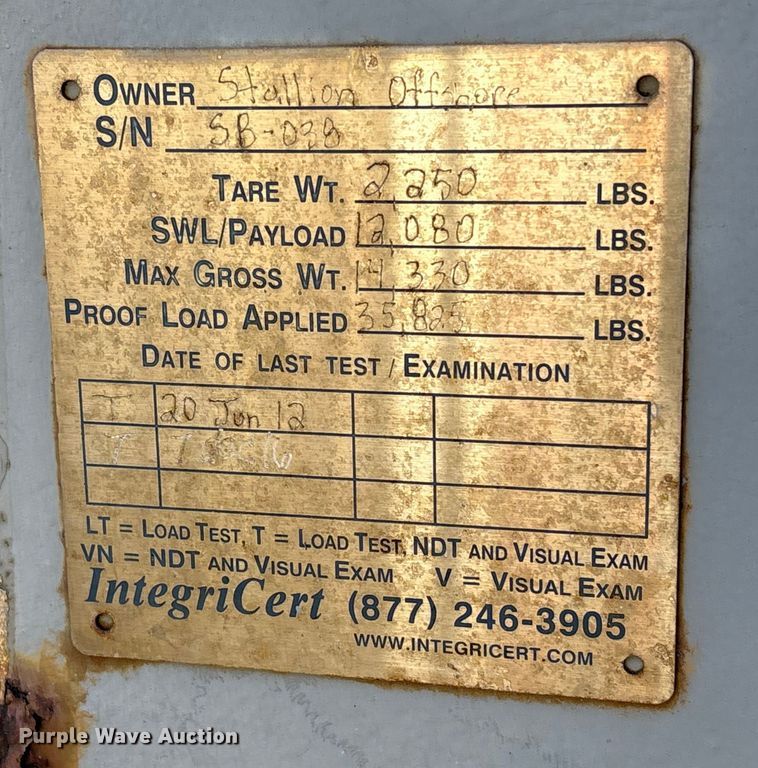 OWNER Stallion Offshore
S/N SB-038
TARE WT. 2,250 LBS.
SWL/PAYLOAD 12,080 LBS.
MAX GROSS WT. 14,330 LBS.
PROOF LOAD APPLIED 35,825 LBS.
DATE OF LAST TEST / EXAMINATION
T 20 Jun 12
T
LT = LOAD TEST, T = LOAD TEST, NDT AND VISUAL EXAM
VN = NDT AND VISUAL EXAM V = VISUAL EXAM
IntegriCert (877) 246-3905
WWW.INTEGRICERT.COM
Purple Wave Auction